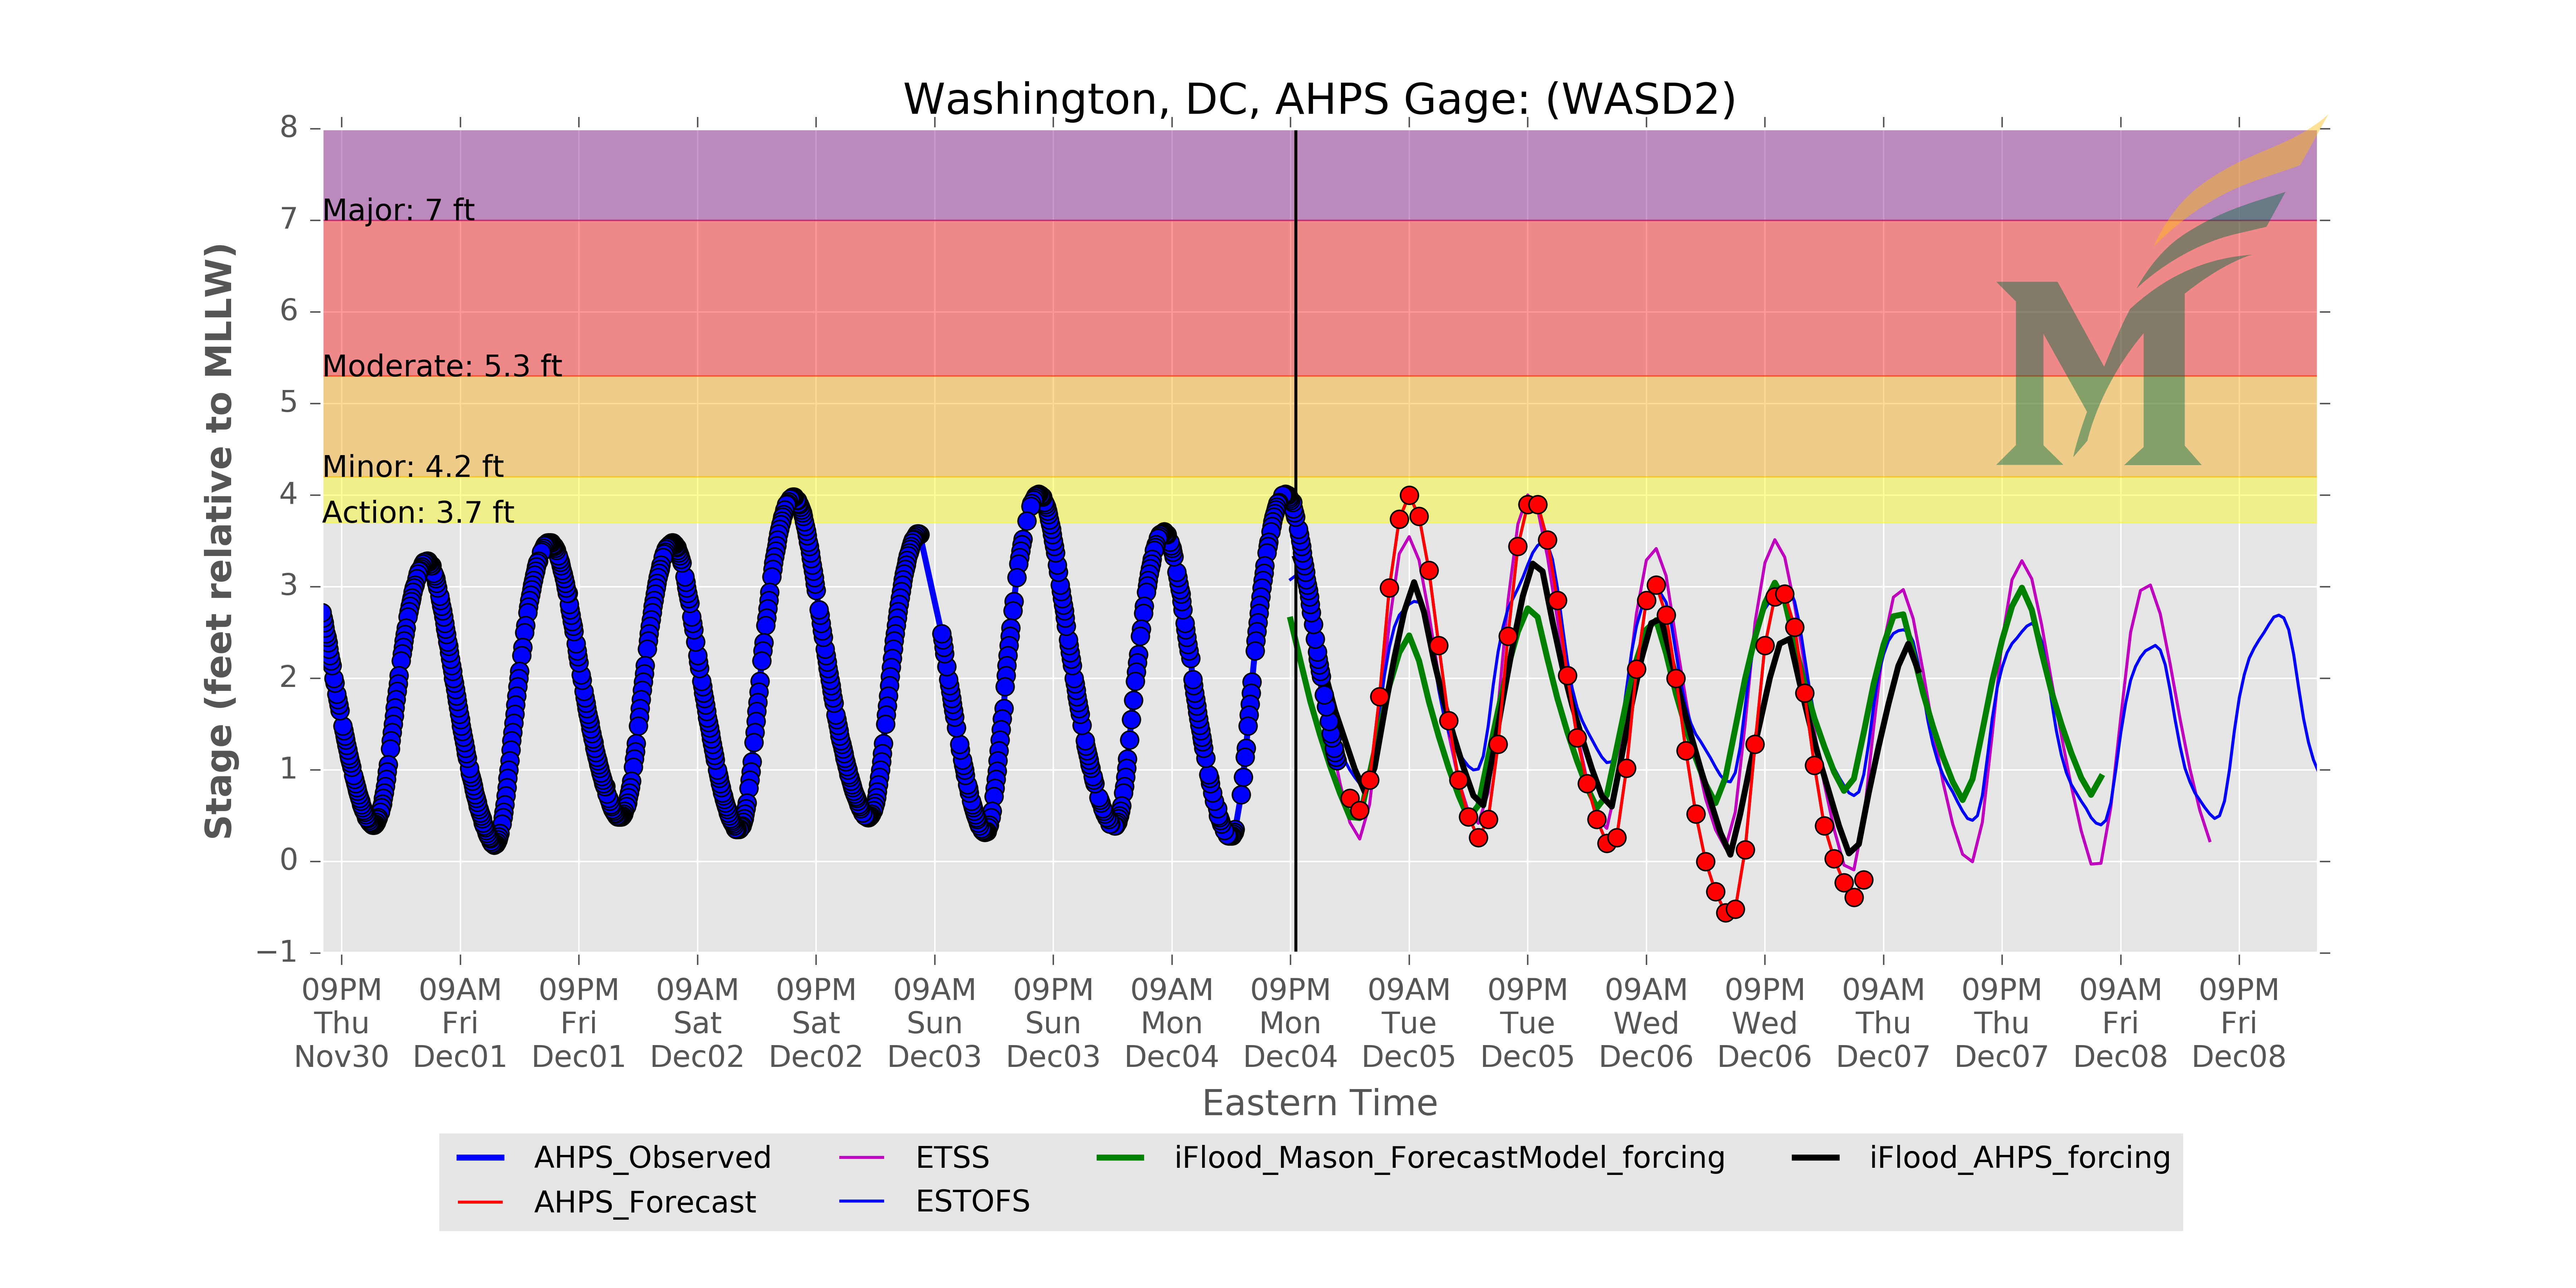 Washington, DC, AHPS Gage: (WASD2)
8
7
6
5
4
3
2
1
0
−1
Stage (feet relative to MLLW)
Major: 7 ft
Moderate: 5.3 ft
Minor: 4.2 ft
Action: 3.7 ft
M
09PM 09AM 09PM 09AM 09PM 09AM 09PM 09AM 09PM 09AM 09PM 09AM 09PM 09AM 09PM 09AM 09PM
Thu Fri Fri Sat Sat Sun Sun Mon Mon Tue Tue Wed Wed Thu Thu Fri Fri
Nov30 Dec01 Dec01 Dec02 Dec02 Dec03 Dec03 Dec04 Dec04 Dec05 Dec05 Dec06 Dec06 Dec07 Dec07 Dec08 Dec08
Eastern Time
AHPS_Observed ETSS iFlood_Mason_ForecastModel_forcing iFlood_AHPS_forcing
AHPS_Forecast ESTOFS